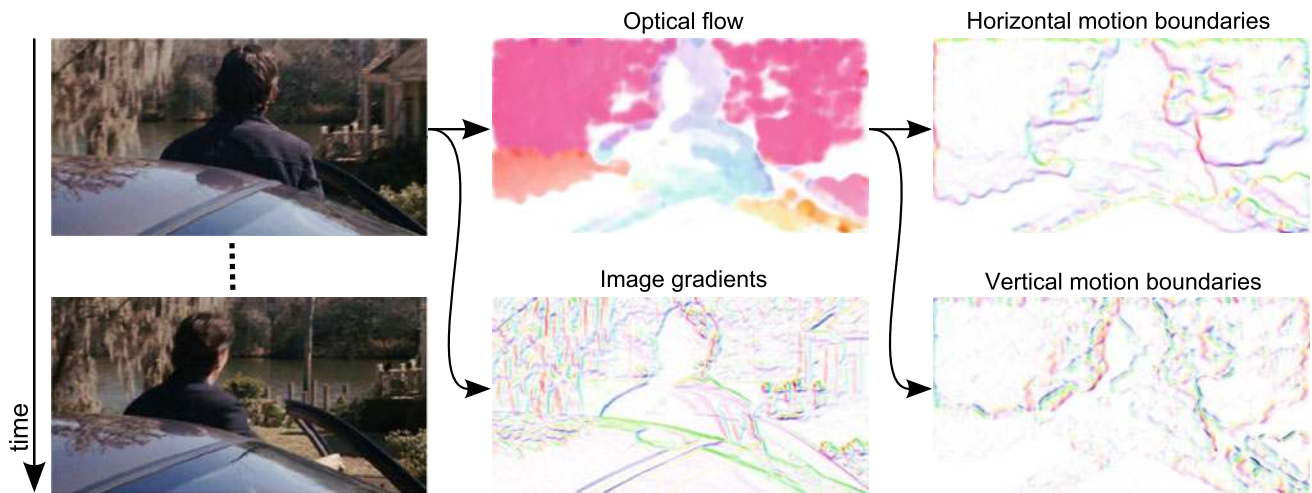 Optical flow
Horizontal motion boundaries
Image gradients
Vertical motion boundaries
time